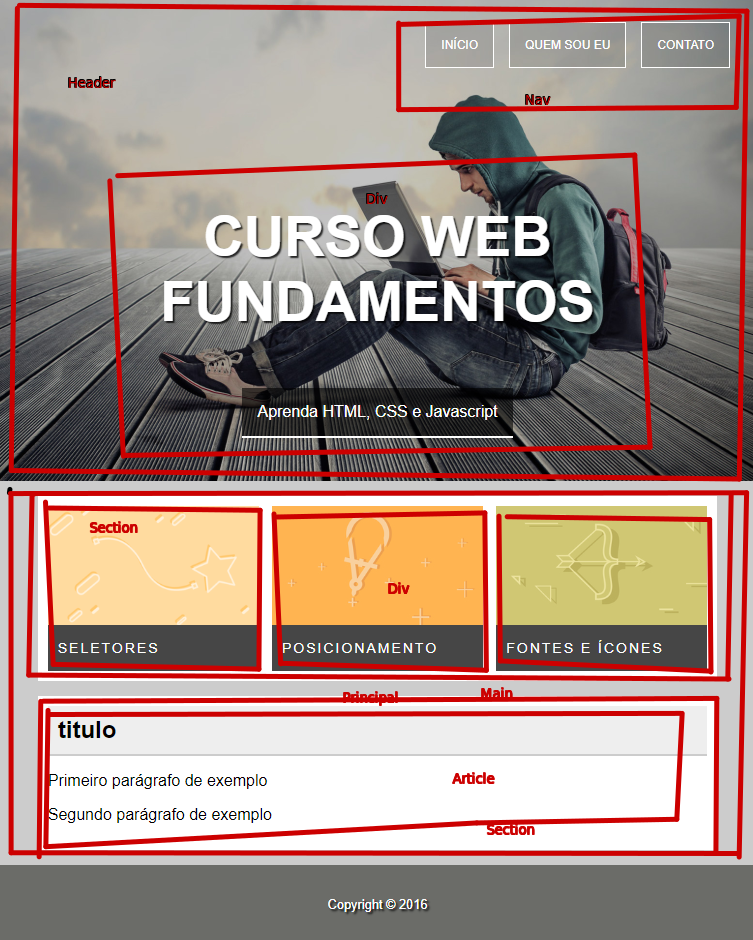 INÍCIO QUEM SOU EU CONTATO
Header
Nav
Div
CURSO WEB
FUNDAMENTOS
Aprenda HTML, CSS e Javascript
Section
Div
SELETORES POSICIONAMENTO FONTES E ÍCONES
Principal Main
titulo
Primeiro parágrafo de exemplo
Article
Segundo parágrafo de exemplo
Section
Copyright © 2016